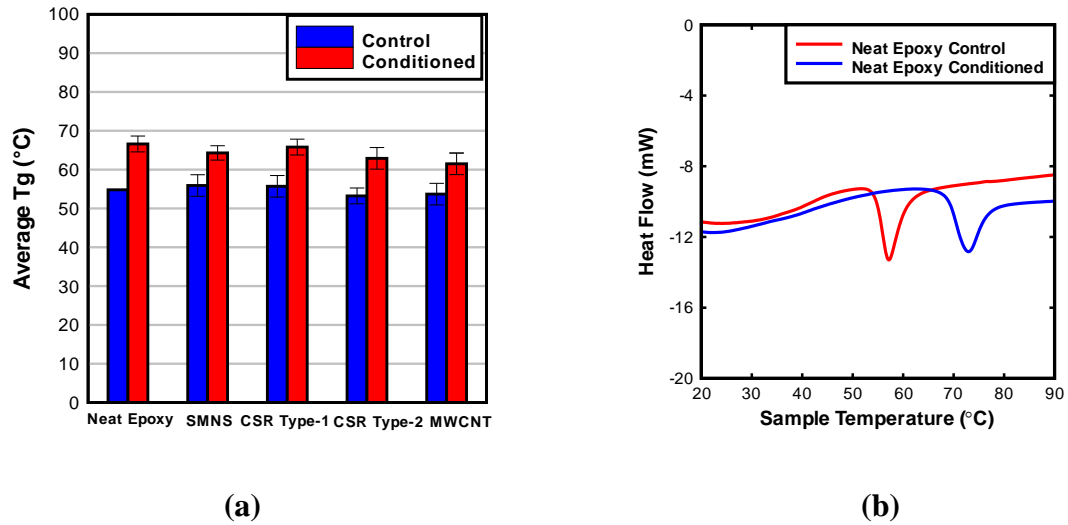 100
90
80
70
60
50
40
30
20
10
0
Average Tg (°C)
Control
Conditioned
Neat Epoxy SMNS CSR Type-1 CSR Type-2 MWCNT
(a)
0
-4
-8
-12
-16
-20
Heat Flow (mW)
Neat Epoxy Control
Neat Epoxy Conditioned
20 30 40 50 60 70 80 90
Sample Temperature (°C)
(b)